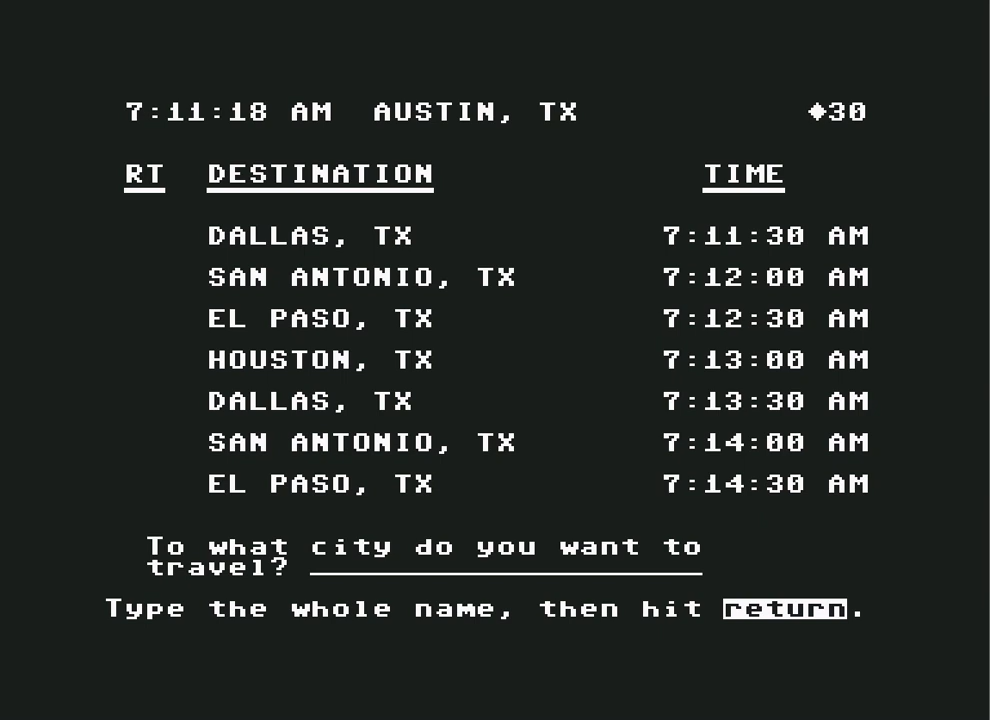 7:11:18 AM AUSTIN, TX ◆30
RT DESTINATION TIME
DALLAS, TX 7:11:30 AM
SAN ANTONIO, TX 7:12:00 AM
EL PASO, TX 7:12:30 AM
HOUSTON, TX 7:13:00 AM
DALLAS, TX 7:13:30 AM
SAN ANTONIO, TX 7:14:00 AM
EL PASO, TX 7:14:30 AM
To what city do you want to
travel?
Type the whole name, then hit return.